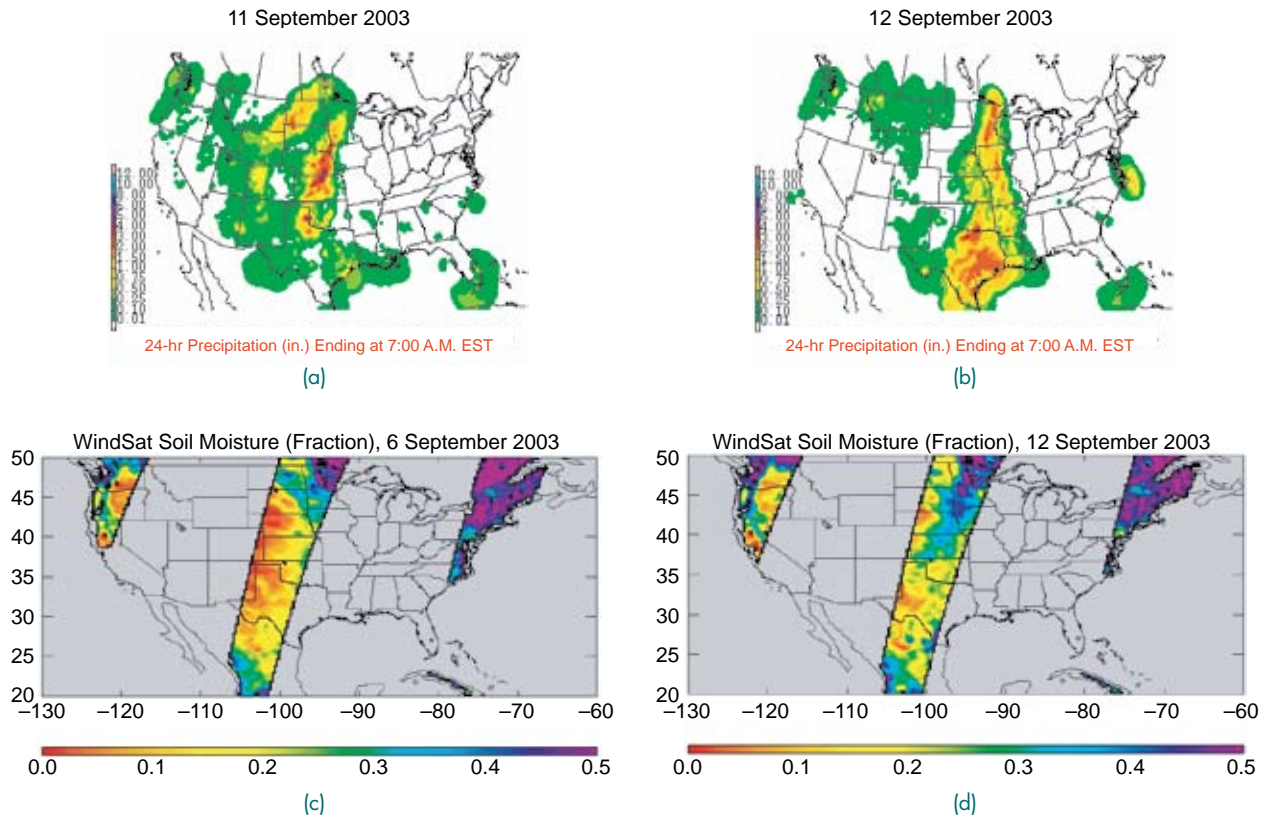 11 September 2003
12 September 2003
24-hr Precipitation (in.) Ending at 7:00 A.M. EST
24-hr Precipitation (in.) Ending at 7:00 A.M. EST
(a)
(b)
WindSat Soil Moisture (Fraction), 6 September 2003
WindSat Soil Moisture (Fraction), 12 September 2003
50
45
40
35
30
25
20
–130 –120 –110 –100 –90 –80 –70 –60
50
45
40
35
30
25
20
–130 –120 –110 –100 –90 –80 –70 –60
0.0 0.1 0.2 0.3 0.4 0.5
0.0 0.1 0.2 0.3 0.4 0.5
(c)
(d)